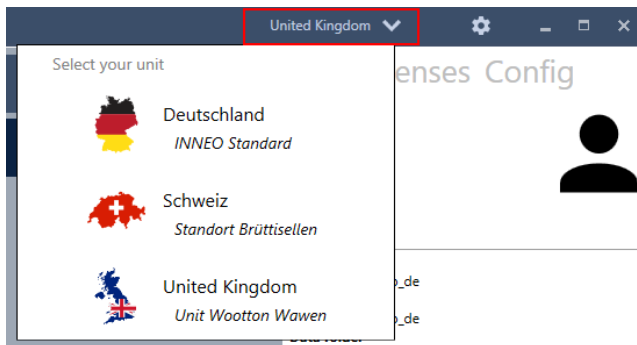 United Kingdom
Select your unit
enses Config
Deutschland
INNEO Standard
Schweiz
Standort Brüttisellen
United Kingdom
_de
Unit Wootton Wawen
_de